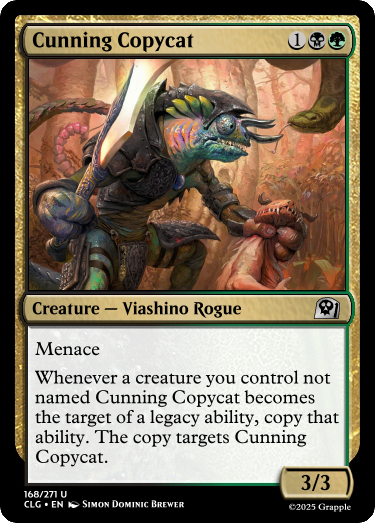 Cunning Copycat 1
Creature — Viashino Rogue
Menace
Whenever a creature you control not
named Cunning Copycat becomes
the target of a legacy ability, copy that
ability. The copy targets Cunning
Copycat.
3/3
168/271 U
CLG • EN SIMON DOMINIC BREWER
©2025 Grapple